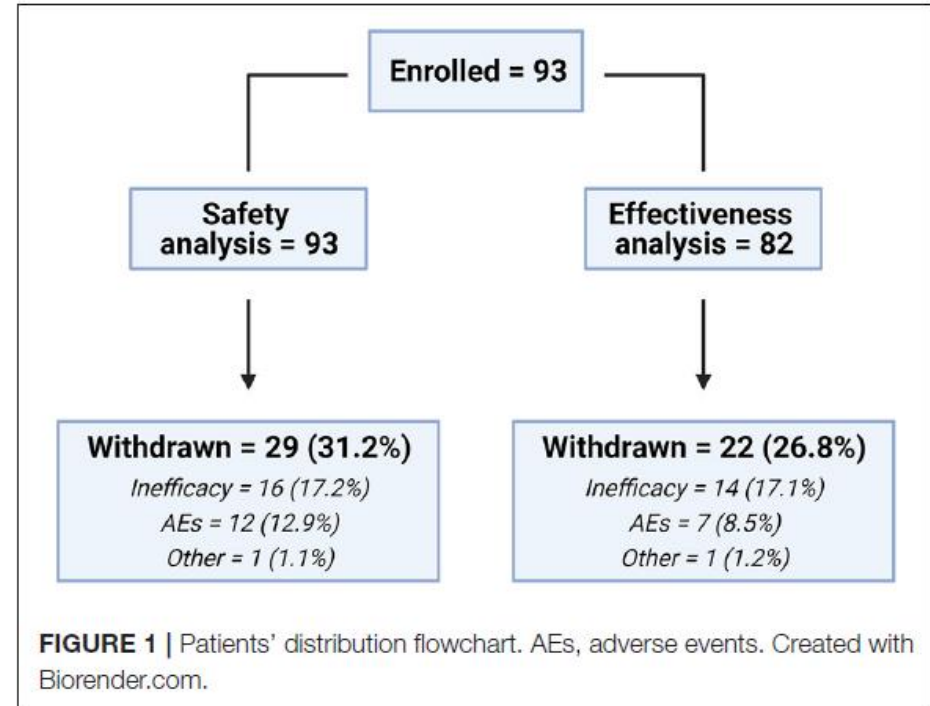 Enrolled = 93
Safety
analysis = 93
Effectiveness
analysis = 82
Withdrawn = 29 (31.2%)
Inefficacy = 16 (17.2%)
AEs = 12 (12.9%)
Other = 1 (1.1%)
Withdrawn = 22 (26.8%)
Inefficacy = 14 (17.1%)
AEs = 7 (8.5%)
Other = 1 (1.2%)
FIGURE 1 | Patients' distribution flowchart. AEs, adverse events. Created with
Biorender.com.